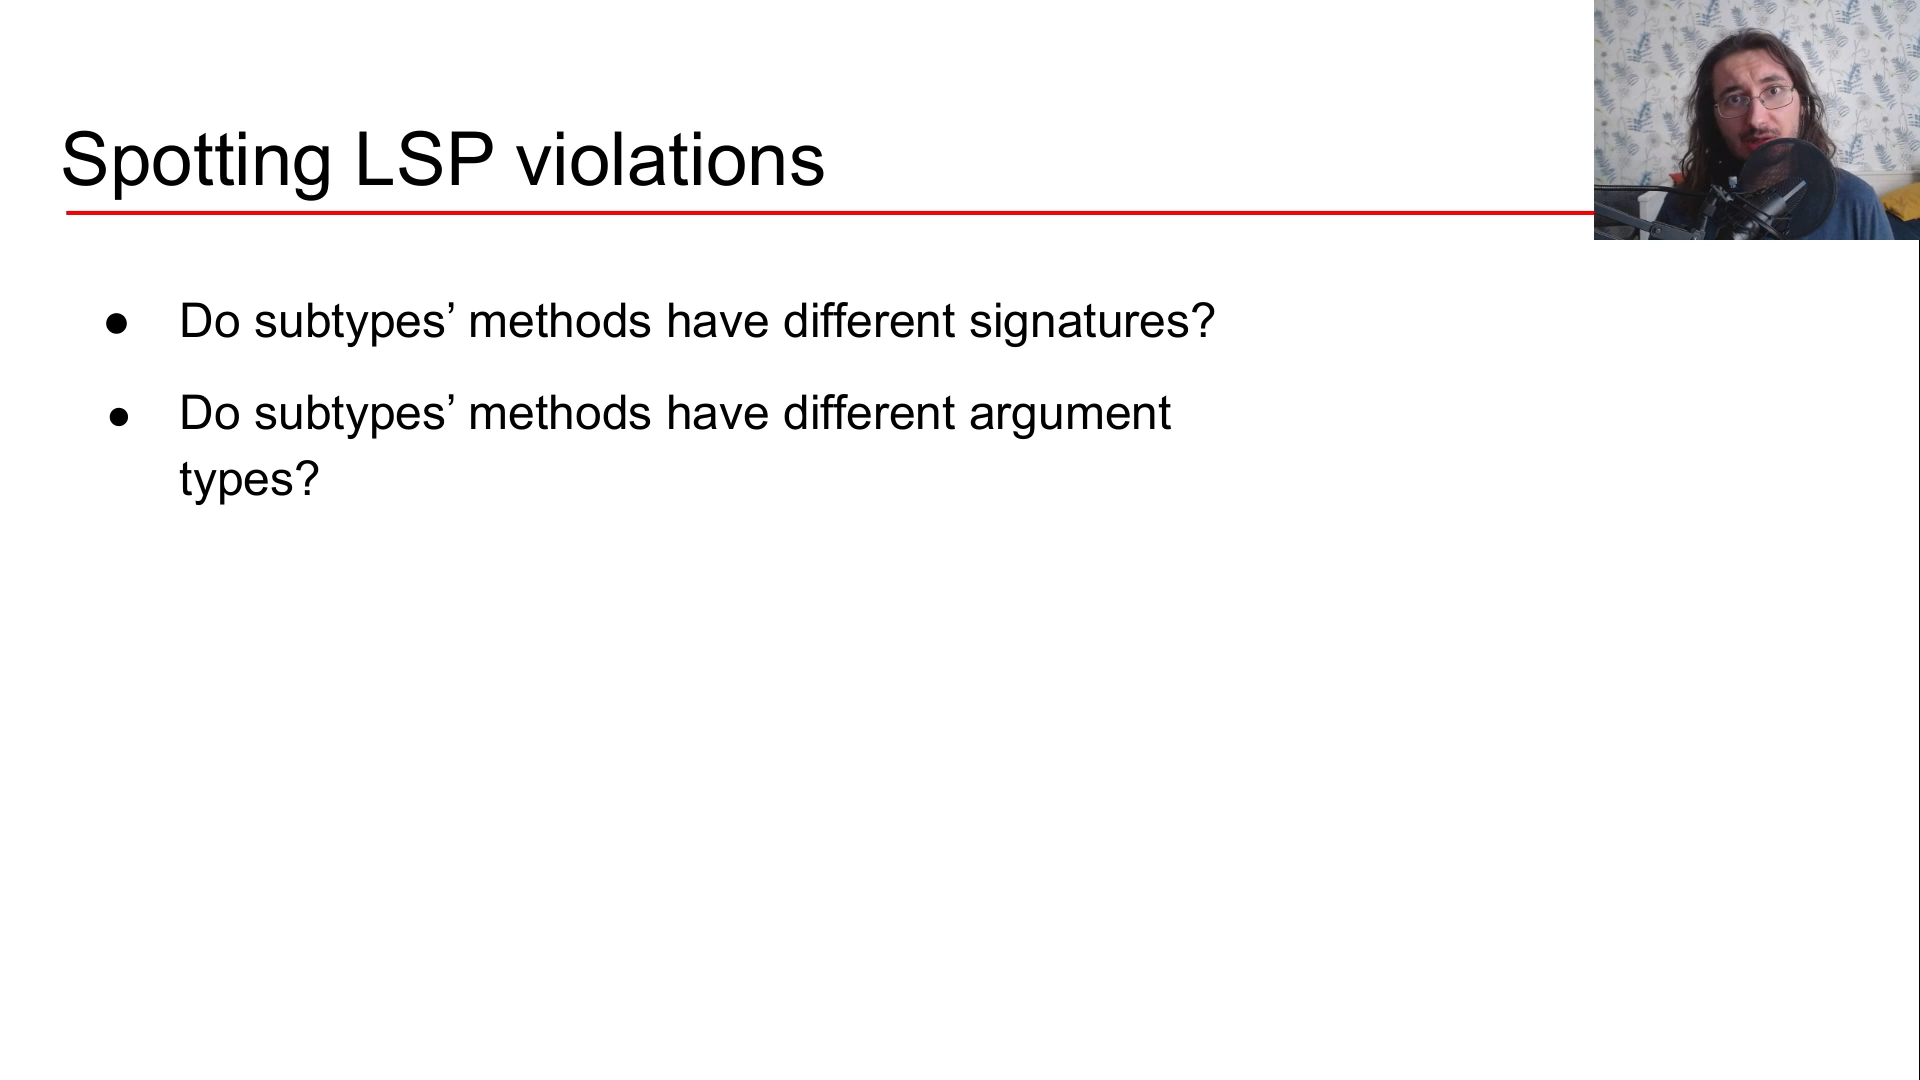 Spotting LSP violations
● Do subtypes’ methods have different signatures?
● Do subtypes’ methods have different argument
types?